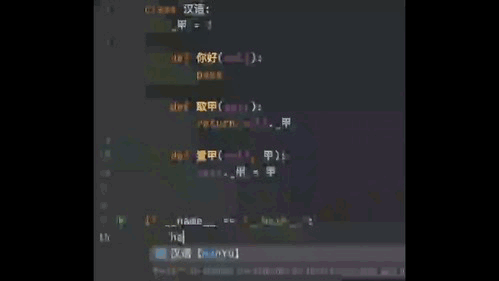 class 汉语:
_甲 = 1
def 你好(self):
pass
def 取甲(self):
return self._甲
def 置甲(self, 甲):
self._甲 = 甲
if __name__ == "__main__":
ha
汉语